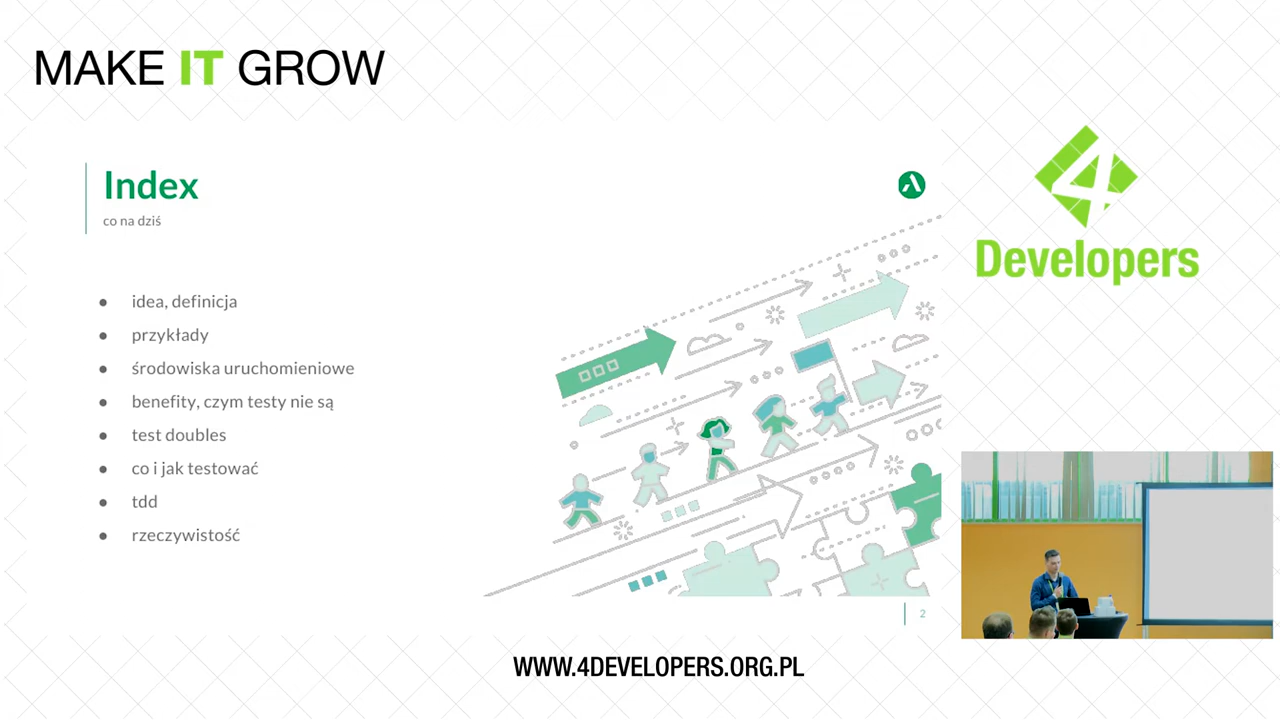 MAKE IT GROW
Index
co na dziś
idea, definicja
przykłady
środowiska uruchomieniowe
benefity, czym testy nie są
test doubles
co i jak testować
tdd
rzeczywistość
2
4
Developers
WWW.4DEVELOPERS.ORG.PL